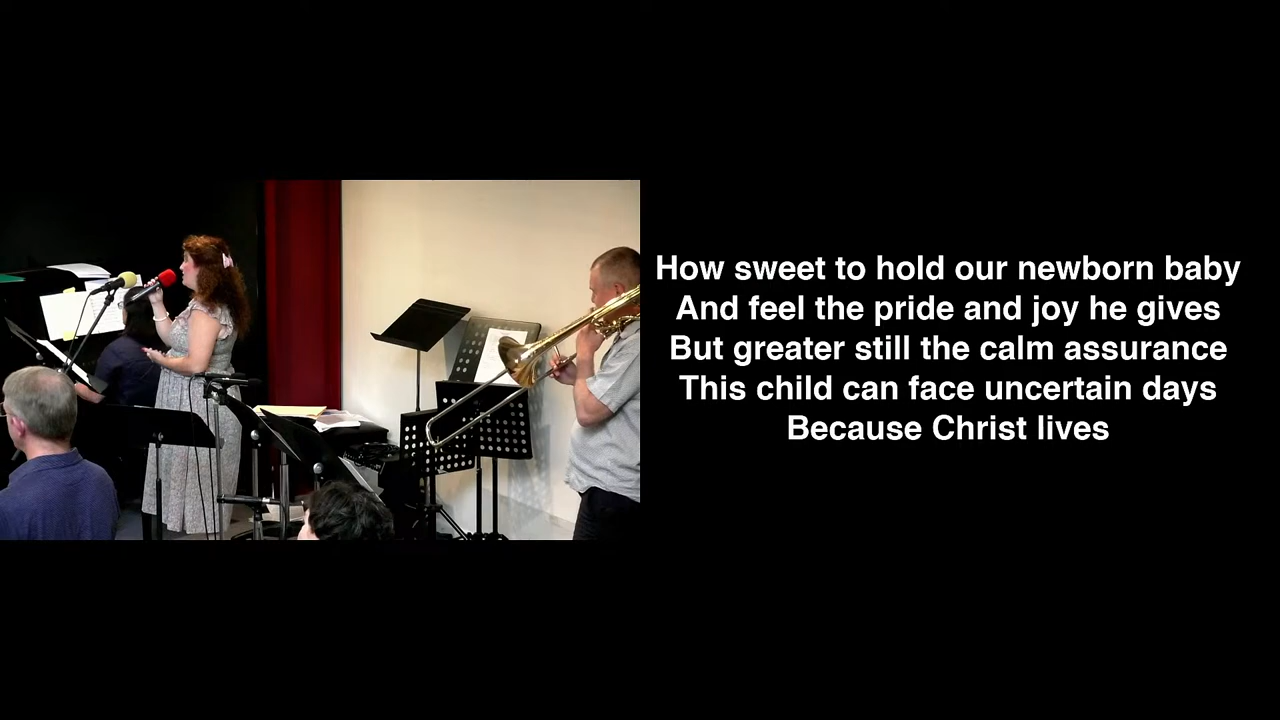 How sweet to hold our newborn baby
And feel the pride and joy he gives
But greater still the calm assurance
This child can face uncertain days
Because Christ lives